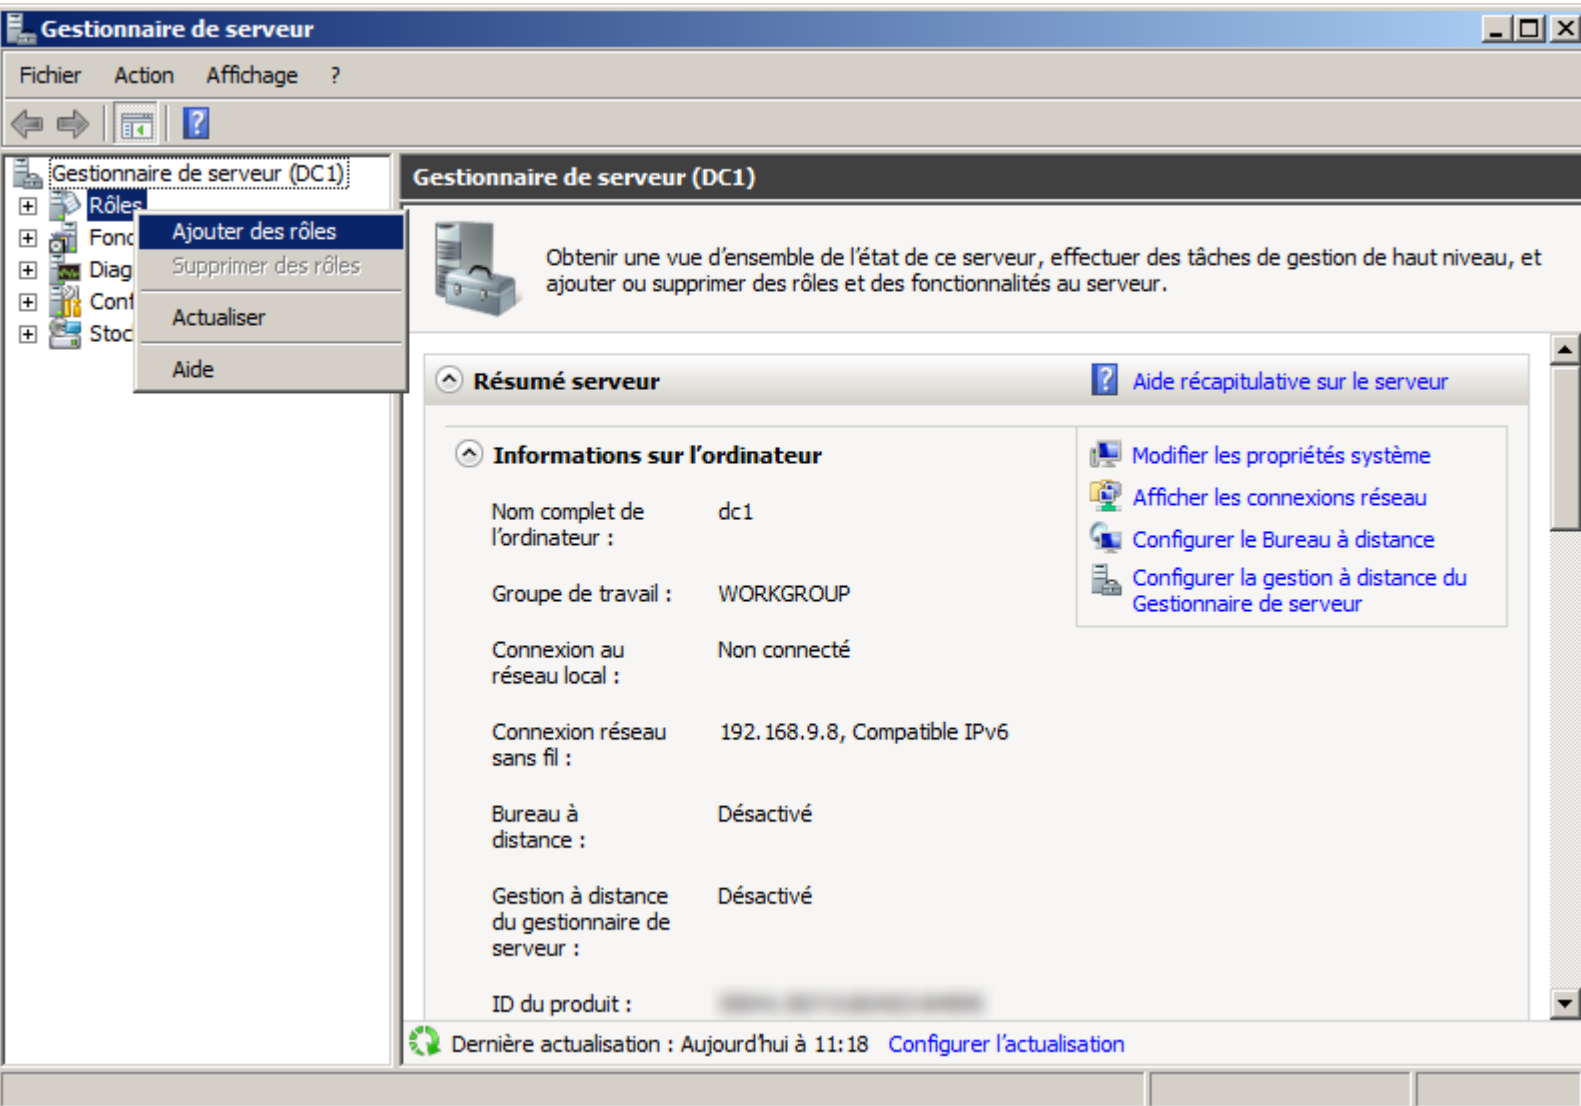 Gestionnaire de serveur
Fichier Action Affichage ?
Gestionnaire de serveur (DC1)
Rôles
Ajouter des rôles
Fonc
Supprimer des rôles
Diag
Conf
Actualiser
Stoc
Aide
Gestionnaire de serveur (DC1)
Obtenir une vue d'ensemble de l'état de ce serveur, effectuer des tâches de gestion de haut niveau, et
ajouter ou supprimer des rôles et des fonctionnalités au serveur.
Résumé serveur
Aide récapitulative sur le serveur
Informations sur l'ordinateur
Nom complet de
l'ordinateur :
dc1
Groupe de travail :
WORKGROUP
Connexion au
réseau local :
Non connecté
Connexion réseau
sans fil :
192.168.9.8, Compatible IPv6
Bureau à
distance :
Désactivé
Gestion à distance
du gestionnaire de
serveur :
Désactivé
ID du produit :
Modifier les propriétés système
Afficher les connexions réseau
Configurer le Bureau à distance
Configurer la gestion à distance du
Gestionnaire de serveur
Dernière actualisation : Aujourd'hui à 11:18 Configurer l'actualisation